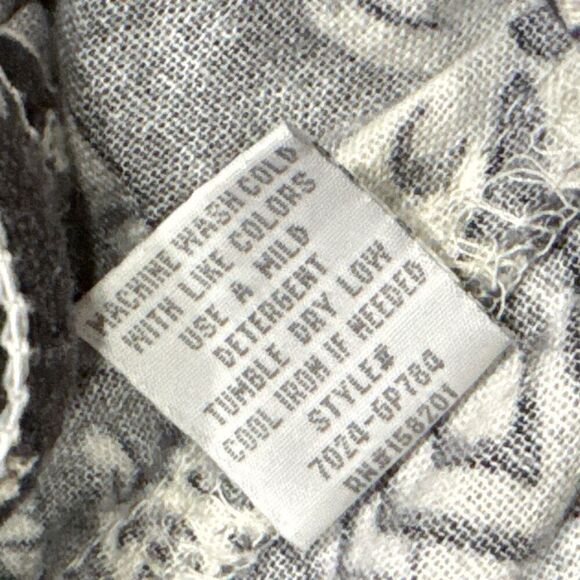 MACHINE WASH COLD
WITH LIKE COLORS
USE A MILD
DETERGENT
TUMBLE DAY LOW
COOL IRON IF NEEDED
STYLE#
7024-GP784
RN#158201